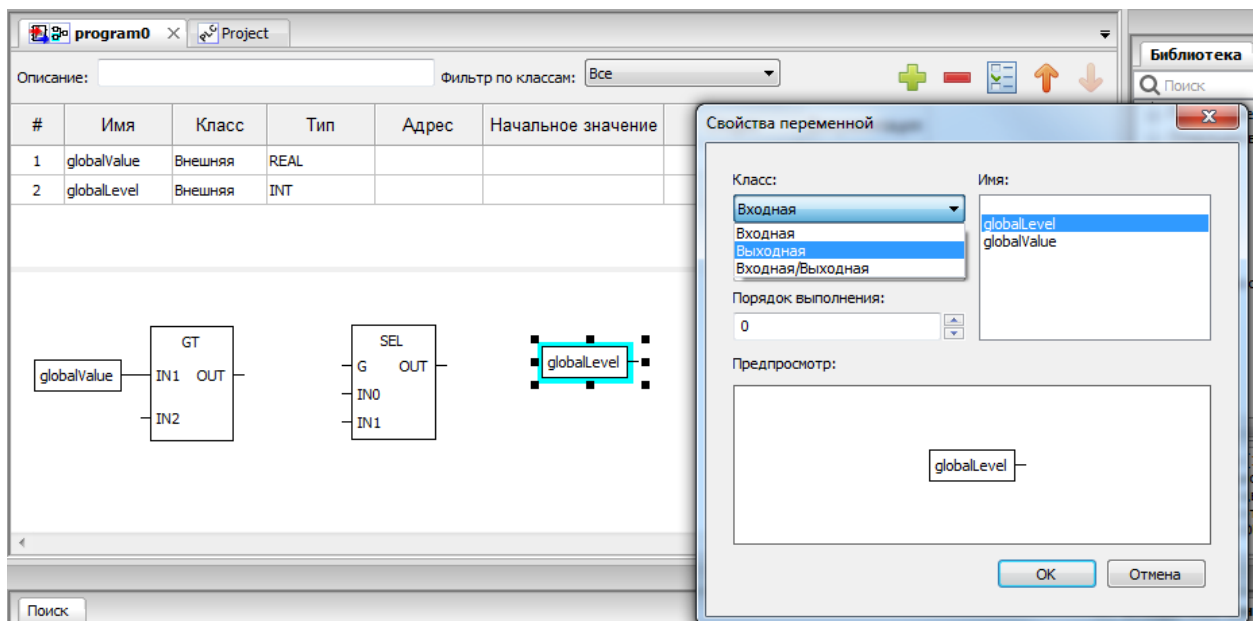 program0 Project
Описание: Фильтр по классам: Все
# Имя Класс Тип Адрес Начальное значение
1 globalValue Внешняя REAL
2 globalLevel Внешняя INT
globalValue
GT
IN1 OUT
IN2
SEL
G OUT
IN0
IN1
globalLevel
Поиск
Библиотека
Поиск
Свойства переменной
Класс: Имя:
Входная
Входная
Выходная
Входная/Выходная
globalLevel
globalValue
Порядок выполнения:
0
Предпросмотр:
globalLevel
OK Отмена